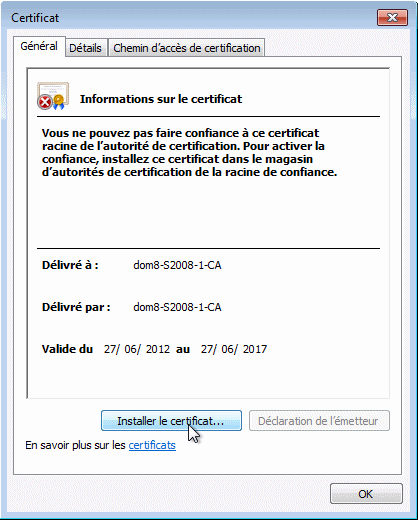 Certificat
Général
Détails
Chemin d'accès de certification
Informations sur le certificat
Vous ne pouvez pas faire confiance à ce certificat
racine de l'autorité de certification. Pour activer la
confiance, installez ce certificat dans le magasin
d'autorités de certification de la racine de confiance.
Délivré à : dom8-S2008-1-CA
Délivré par : dom8-S2008-1-CA
Valide du 27/ 06/ 2012 au 27/ 06/ 2017
Installer le certificat...
Déclaration de l'émetteur
En savoir plus sur les certificats
OK